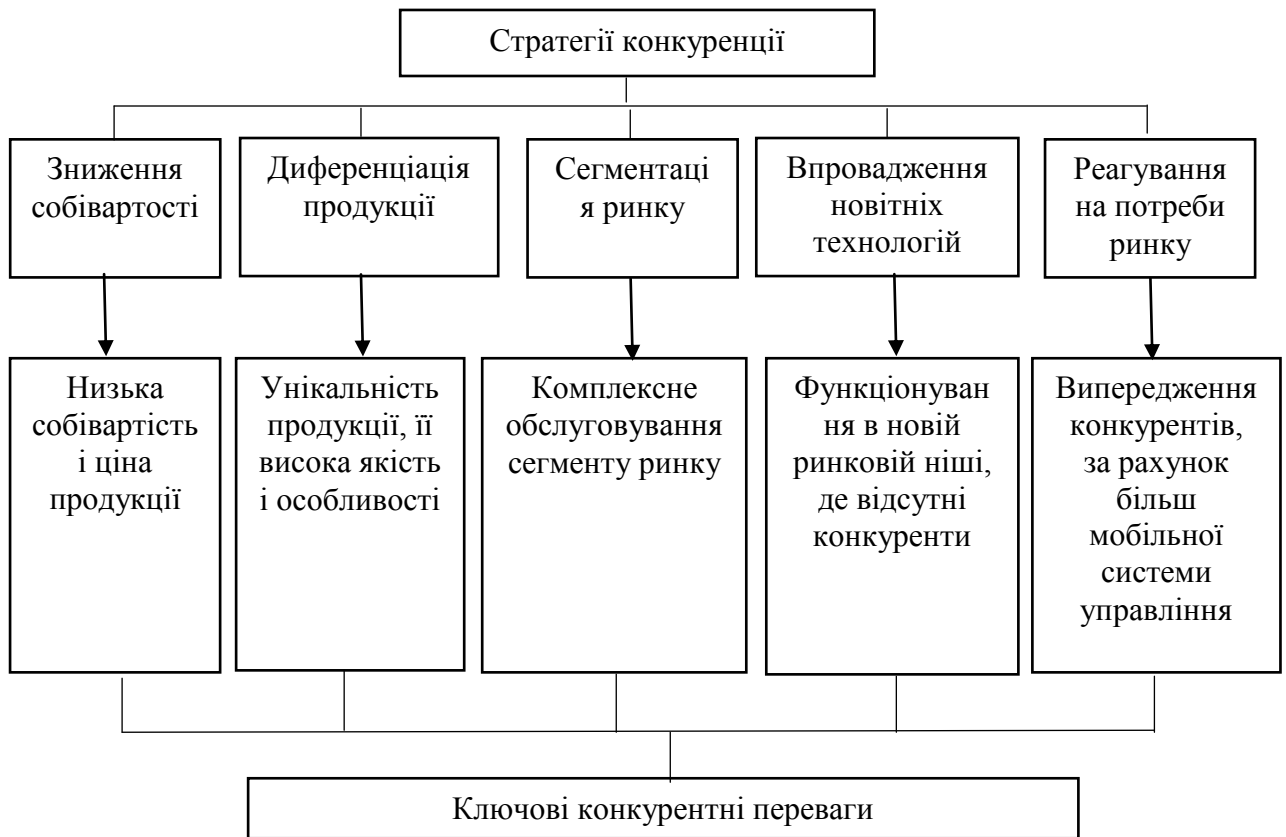 Стратегії конкуренції
Зниження
собівартості
Диференціація
продукції
Сегментаці
я ринку
Впровадження
новітніх
технологій
Реагування
на потреби
ринку
Низька
собівартість
і ціна
продукції
Унікальність
продукції, її
висока якість
і особливості
Комплексне
обслуговування
сегменту ринку
Функціонуван
ня в новій
ринковій ніші,
де відсутні
конкуренти
Випередження
конкурентів,
за рахунок
більш
мобільної
системи
управління
Ключові конкурентні переваги